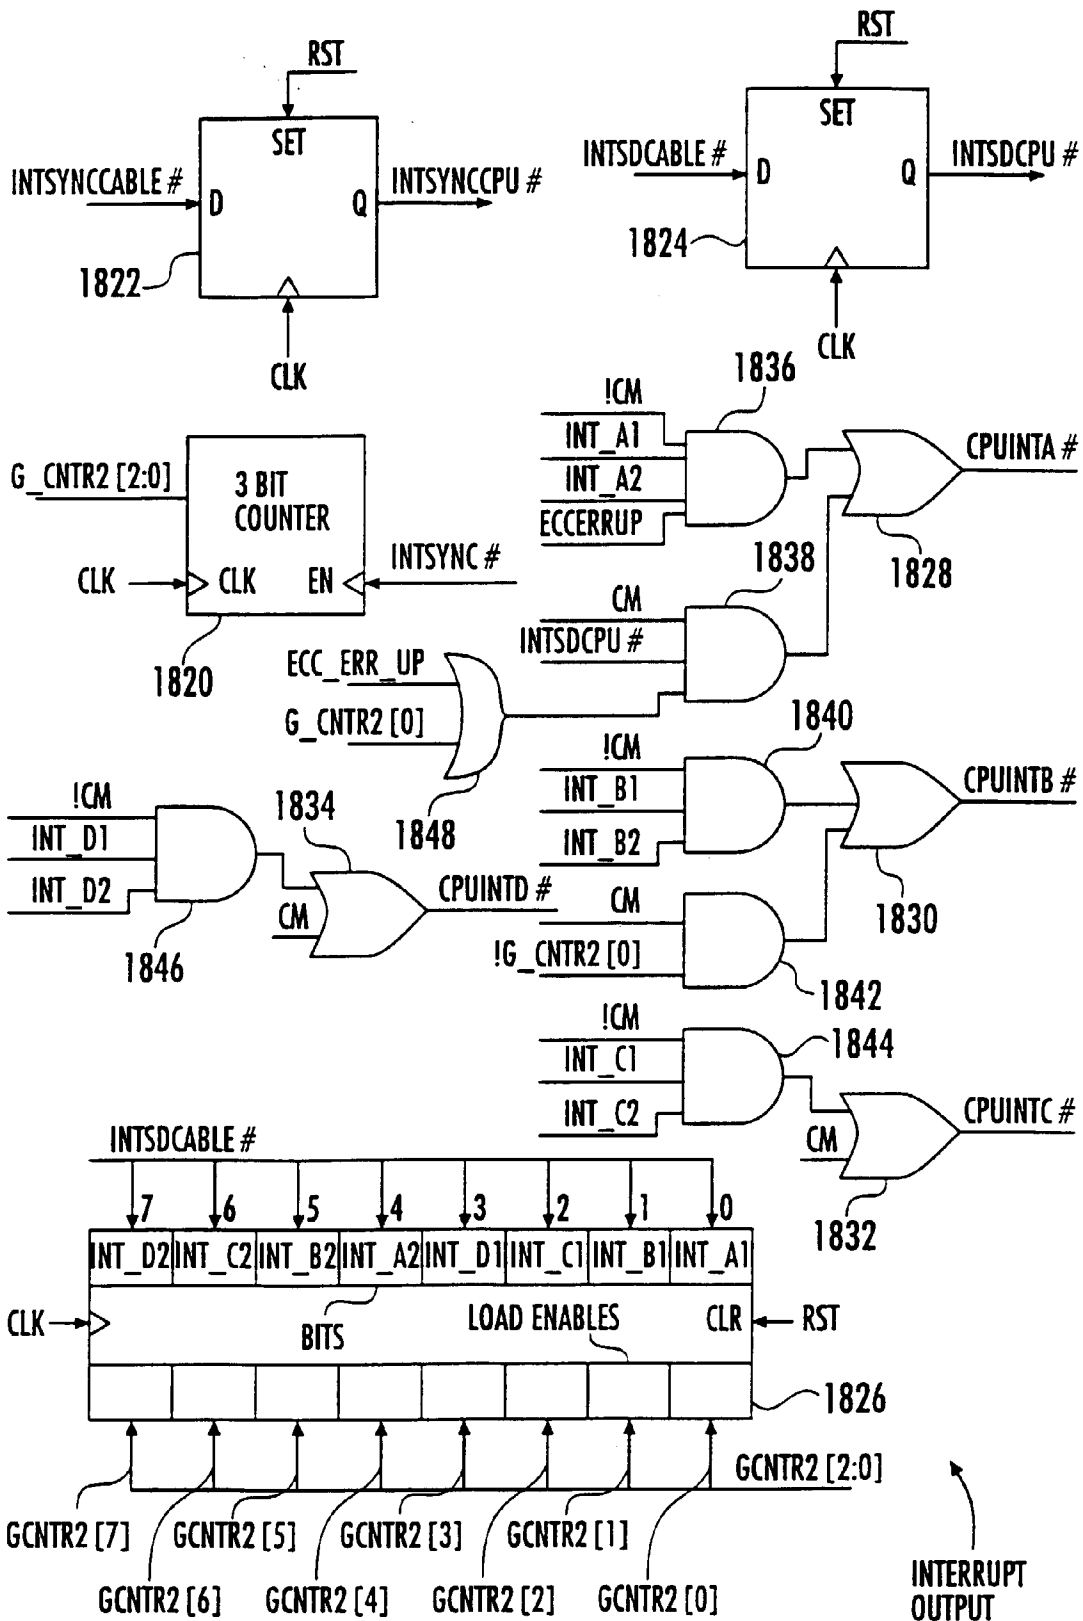 RST
SET
INTSYNCCABLE #
D
Q
INTSYNCCPU #
1822
CLK
RST
SET
INTSDCABLE #
D
Q
INTSDCPU #
1824
CLK
G_CNTR2 [2:0]
3 BIT
COUNTER
CLK
CLK
EN
INTSYNC #
1820
!CM
INT_A1
INT_A2
ECCERRUP
1836
CPUINTA #
1828
1838
CM
INTSDCPU #
ECC_ERR_UP
G_CNTR2 [0]
1848
1840
!CM
INT_B1
INT_B2
CPUINTB #
1830
!CM
INT_D1
INT_D2
1846
1834
CM
CPUINTD #
CM
!G_CNTR2 [0]
1842
!CM
INT_C1
INT_C2
1844
CM
CPUINTC #
1832
INTSDCABLE #
7 6 5 4 3 2 1 0
INT_D2 INT_C2 INT_B2 INT_A2 INT_D1 INT_C1 INT_B1 INT_A1
CLK
BITS
LOAD ENABLES
CLR
RST
1826
GCNTR2 [2:0]
GCNTR2 [7] GCNTR2 [5] GCNTR2 [3] GCNTR2 [1]
GCNTR2 [6] GCNTR2 [4] GCNTR2 [2] GCNTR2 [0]
INTERRUPT
OUTPUT